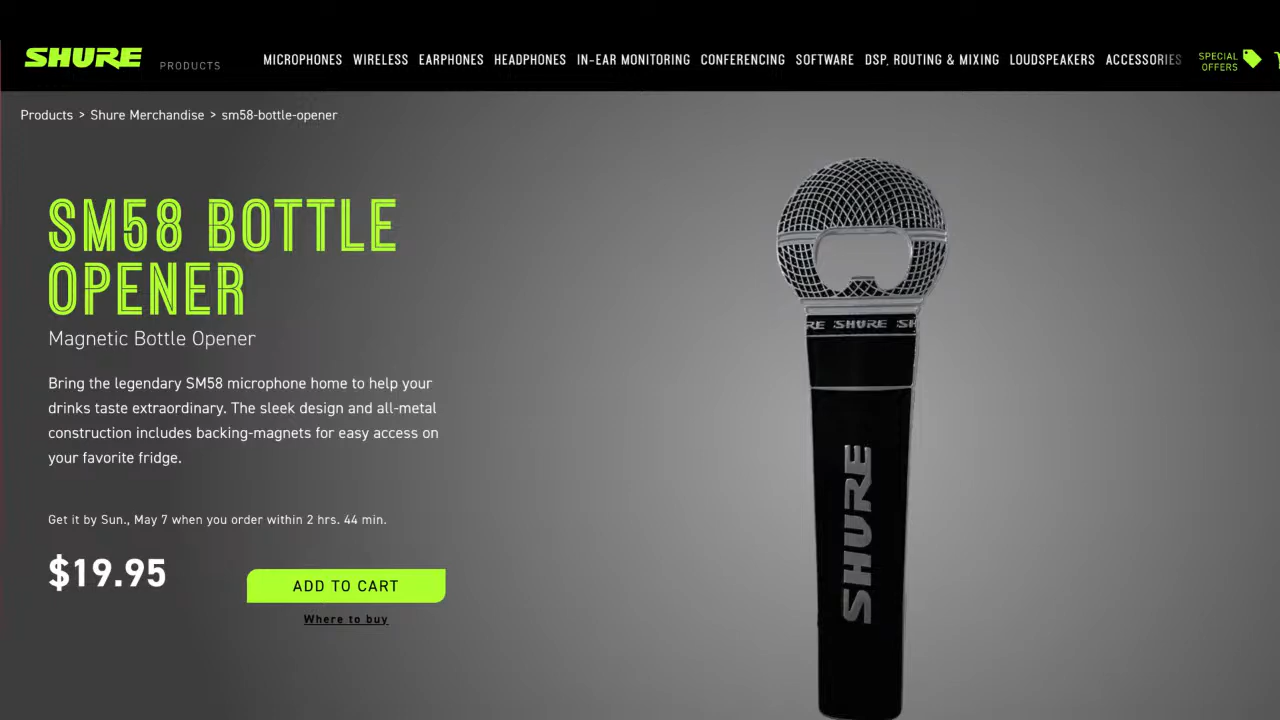 SHURE
PRODUCTS
MICROPHONES WIRELESS EARPHONES HEADPHONES IN-EAR MONITORING CONFERENCING SOFTWARE DSP, ROUTING & MIXING LOUDSPEAKERS ACCESSORIES
SPECIAL
OFFERS
Products > Shure Merchandise > sm58-bottle-opener
SM58 BOTTLE
OPENER
Magnetic Bottle Opener
Bring the legendary SM58 microphone home to help your
drinks taste extraordinary. The sleek design and all-metal
construction includes backing-magnets for easy access on
your favorite fridge.
Get it by Sun., May 7 when you order within 2 hrs. 44 min.
$19.95
ADD TO CART
Where to buy
RE SHURE SH
SHURE